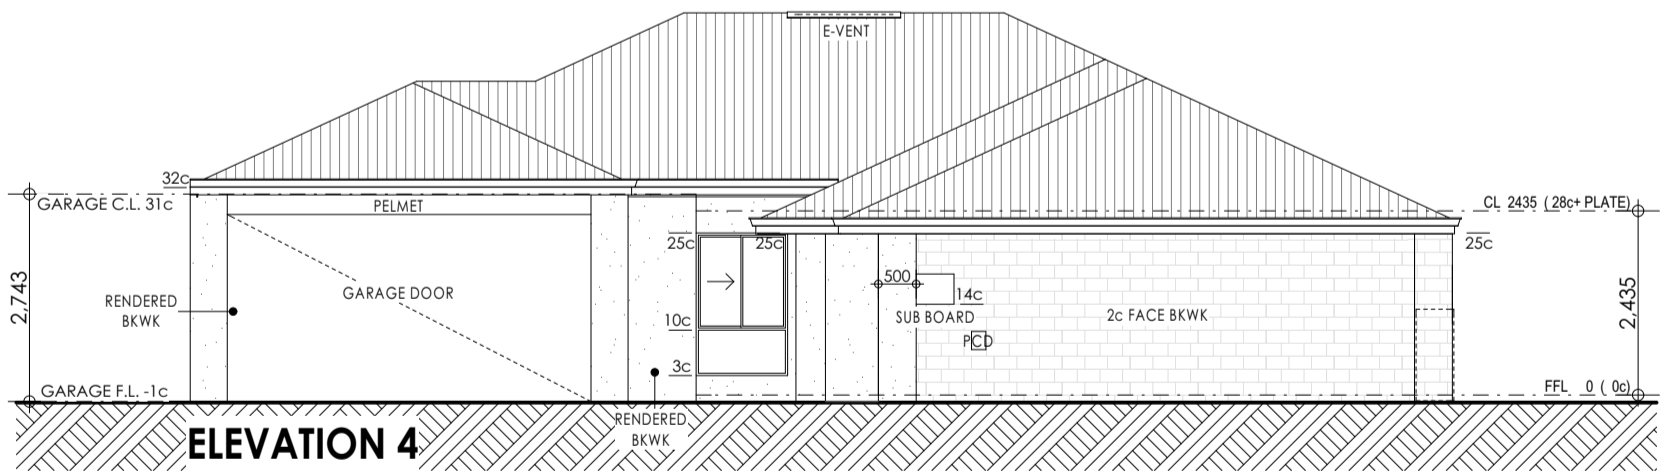 E-VENT
32c
GARAGE C.L. 31c
PELMET
CL 2435 ( 28c+ PLATE)
25c
25c
25c
2,743
RENDERED
BKWK
GARAGE DOOR
500
14c
SUB BOARD
2c FACE BKWK
2,435
10c
PCD
3c
GARAGE F.L. -1c
FFL 0 ( 0c)
RENDERED
BKWK
ELEVATION 4